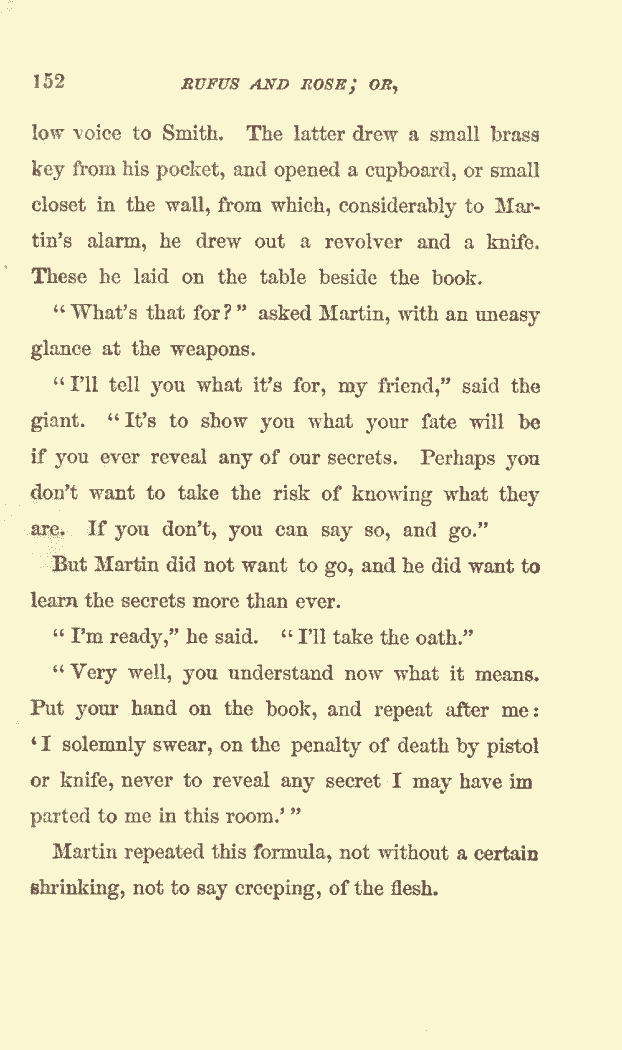 152 RUFUS AND ROSE; OR,
low voice to Smith. The latter drew a small brass
key from his pocket, and opened a cupboard, or small
closet in the wall, from which, considerably to Mar-
tin's alarm, he drew out a revolver and a knife.
These he laid on the table beside the book.
"What's that for?" asked Martin, with an uneasy
glance at the weapons.
"I'll tell you what it's for, my friend," said the
giant. "It's to show you what your fate will be
if you ever reveal any of our secrets. Perhaps you
don't want to take the risk of knowing what they
are. If you don't, you can say so, and go."
But Martin did not want to go, and he did want to
learn the secrets more than ever.
"I'm ready," he said. "I'll take the oath."
"Very well, you understand now what it means.
Put your hand on the book, and repeat after me:
'I solemnly swear, on the penalty of death by pistol
or knife, never to reveal any secret I may have im
parted to me in this room.'"
Martin repeated this formula, not without a certain
shrinking, not to say creeping, of the flesh.